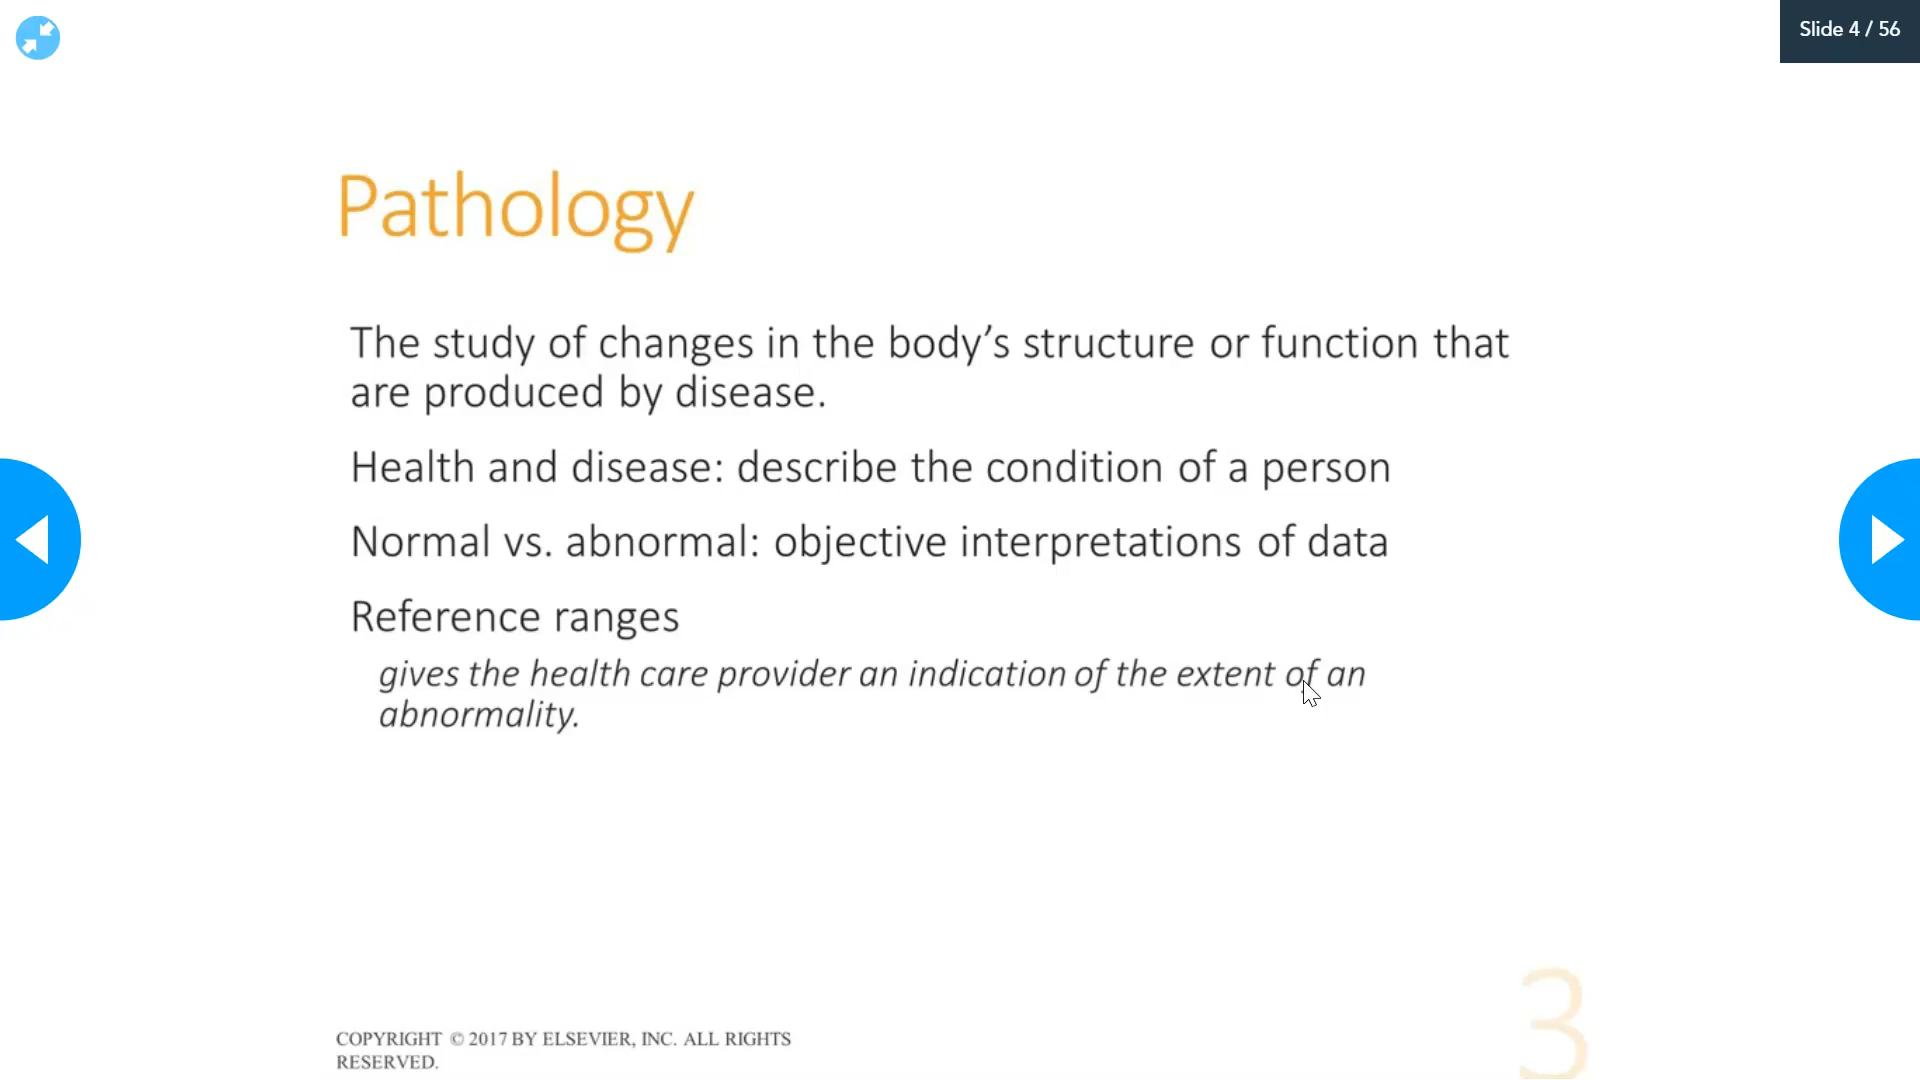 Slide 4 / 56
Pathology
The study of changes in the body’s structure or function that
are produced by disease.
Health and disease: describe the condition of a person
Normal vs. abnormal: objective interpretations of data
Reference ranges
gives the health care provider an indication of the extent of an
abnormality.
COPYRIGHT © 2017 BY ELSEVIER, INC. ALL RIGHTS
RESERVED.
3